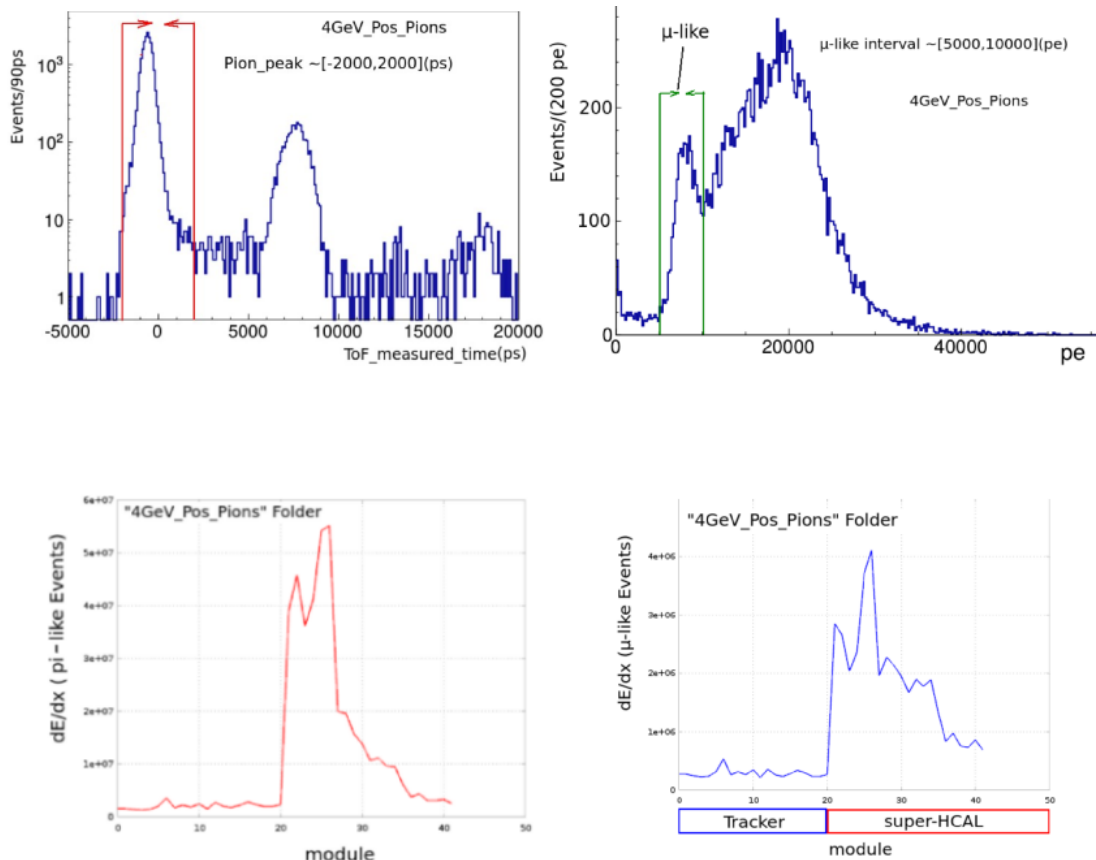 4GeV_Pos_Pions
Pion_peak ~[-2000,2000](ps)
Events/90ps
10³
10²
10
1
-5000 0 5000 10000 15000 20000
ToF_measured_time(ps)
μ-like
μ-like interval ~[5000,10000](pe)
4GeV_Pos_Pions
Events/(200 pe)
200
100
0
0 20000 40000
pe
"4GeV_Pos_Pions" Folder
dE/dx ( pi-like Events)
6e+07
5e+07
4e+07
3e+07
2e+07
1e+07
0
0 10 20 30 40 50
module
"4GeV_Pos_Pions" Folder
dE/dx (μ-like Events)
4e+06
3e+06
2e+06
1e+06
0
0 10 20 30 40 50
Tracker super-HCAL
module